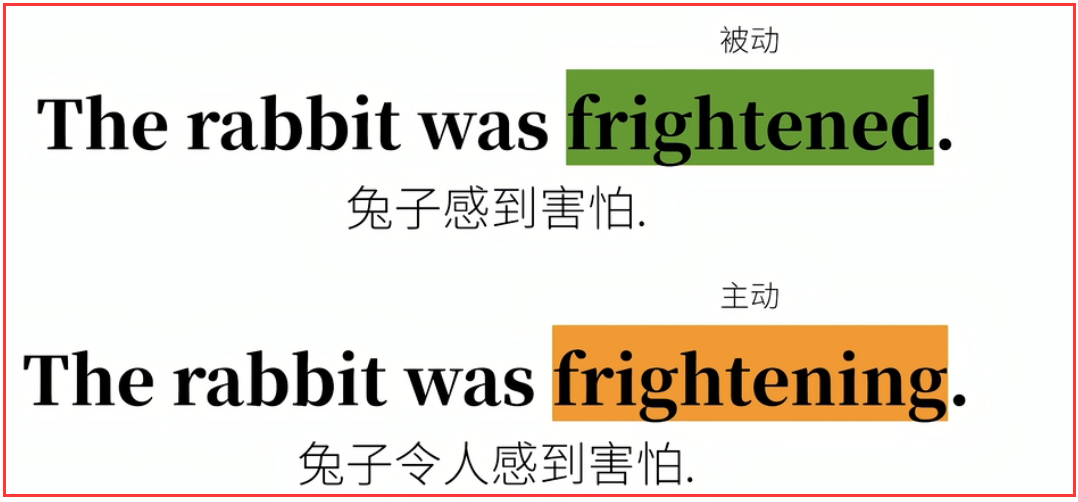 被动
The rabbit was frightened.
兔子感到害怕.
主动
The rabbit was frightening.
兔子令人感到害怕.